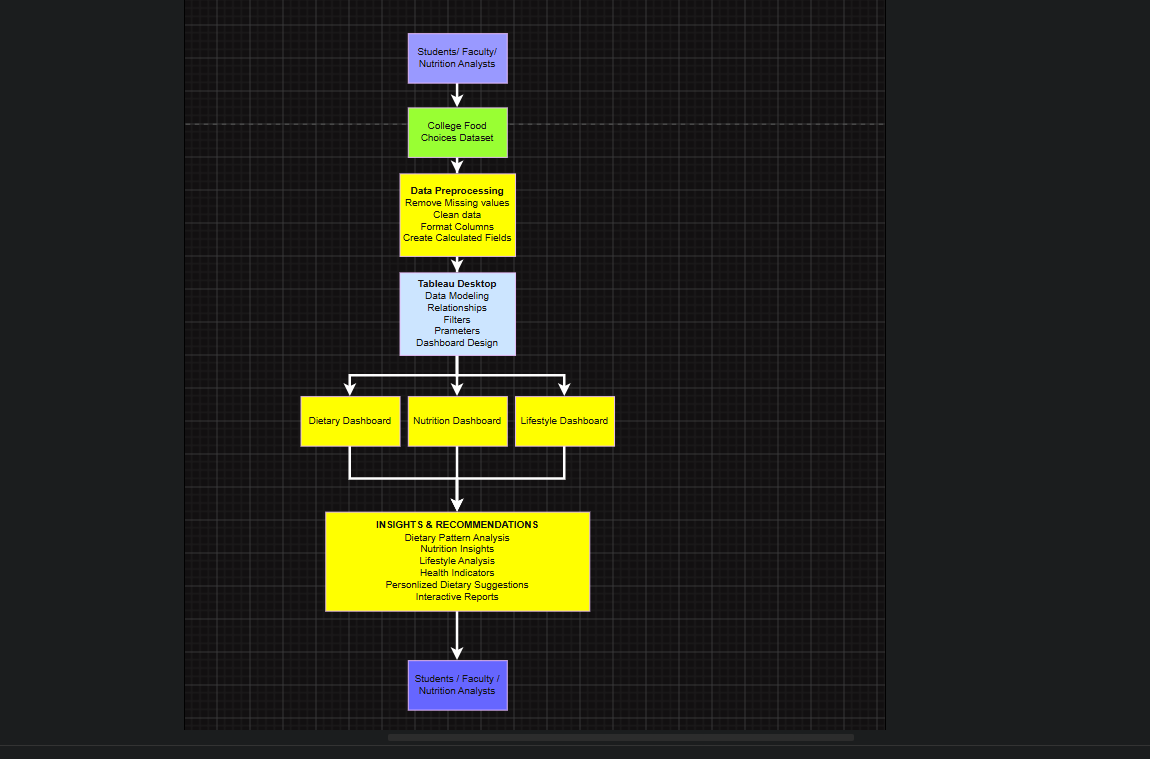 Students/ Faculty/
Nutrition Analysts
College Food
Choices Dataset
Data Preprocessing
Remove Missing values
Clean data
Format Columns
Create Calculated Fields
Tableau Desktop
Data Modeling
Relationships
Filters
Prameters
Dashboard Design
Dietary Dashboard
Nutrition Dashboard
Lifestyle Dashboard
INSIGHTS & RECOMMENDATIONS
Dietary Pattern Analysis
Nutrition Insights
Lifestyle Analysis
Health Indicators
Personlized Dietary Suggestions
Interactive Reports
Students / Faculty /
Nutrition Analysts